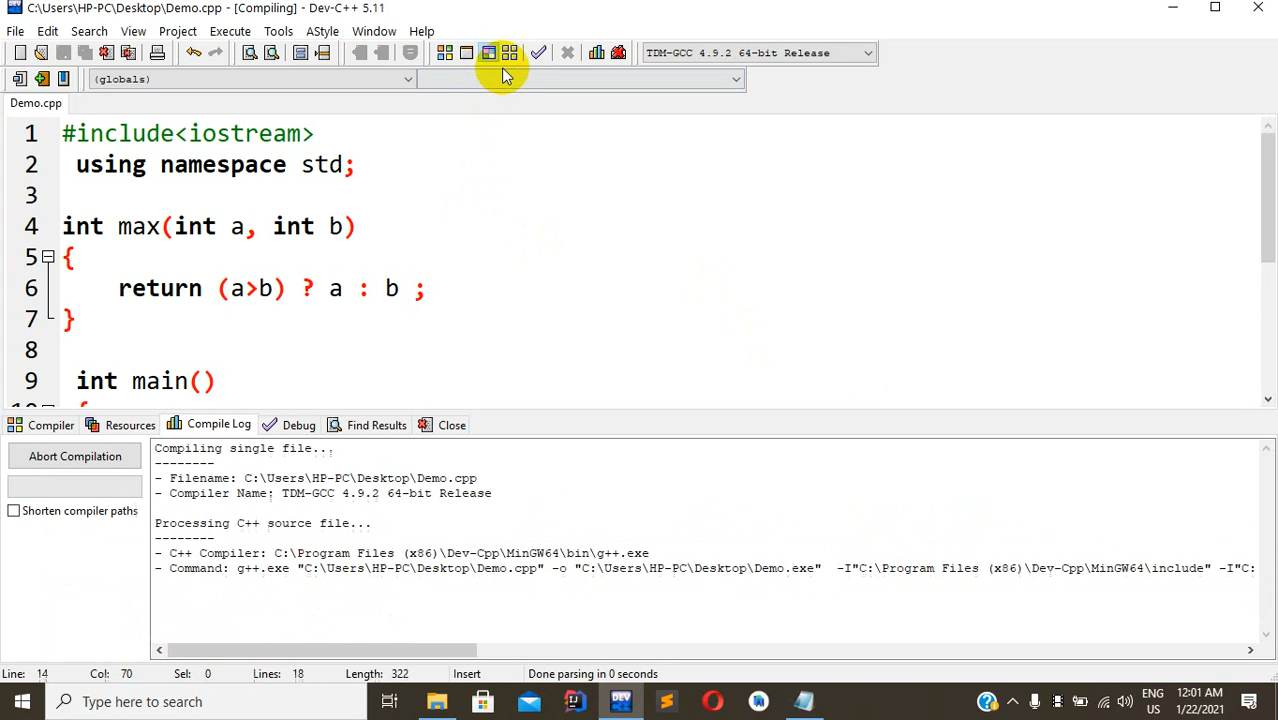 C:\Users\HP-PC\Desktop\Demo.cpp - [Compiling] - Dev-C++ 5.11
File Edit Search View Project Execute Tools AStyle Window Help
TDM-GCC 4.9.2 64-bit Release
(globals)
Demo.cpp
1 #include<iostream>
2 using namespace std;
3
4 int max(int a, int b)
5 {
6 return (a>b) ? a : b ;
7 }
8
9 int main()
Compiler Resources Compile Log Debug Find Results Close
Abort Compilation
Shorten compiler paths
Compiling single file...
--------
- Filename: C:\Users\HP-PC\Desktop\Demo.cpp
- Compiler Name: TDM-GCC 4.9.2 64-bit Release
Processing C++ source file...
--------
- C++ Compiler: C:\Program Files (x86)\Dev-Cpp\MinGW64\bin\g++.exe
- Command: g++.exe "C:\Users\HP-PC\Desktop\Demo.cpp" -o "C:\Users\HP-PC\Desktop\Demo.exe" -I"C:\Program Files (x86)\Dev-Cpp\MinGW64\include" -I"C:
Line: 14 Col: 70 Sel: 0 Lines: 18 Length: 322 Insert Done parsing in 0 seconds
Type here to search
DEV
ENG
US
12:01 AM
1/22/2021